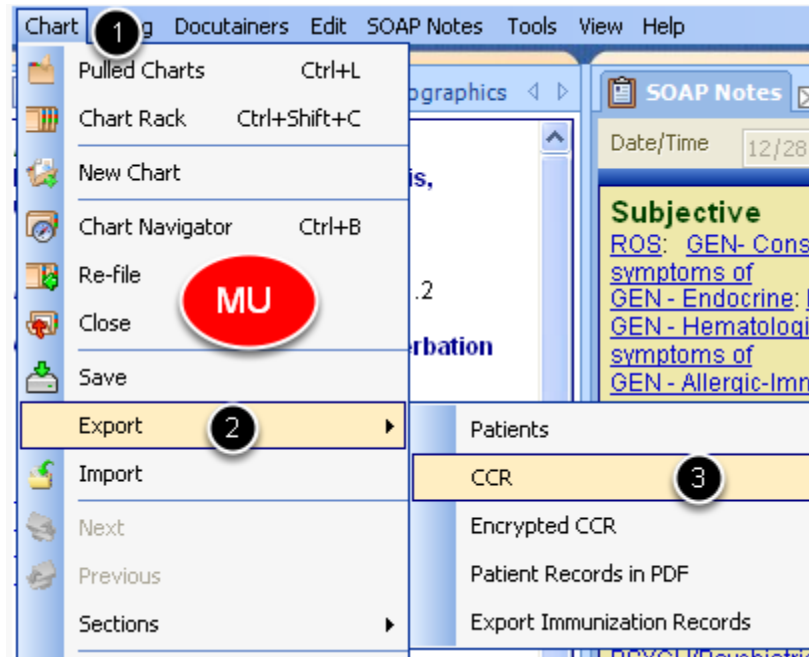 Chart 1 g Docutainers Edit SOAP Notes Tools View Help
Pulled Charts Ctrl+L
Chart Rack Ctrl+Shift+C
New Chart
Chart Navigator Ctrl+B
Re-file
MU
Close
Save
Export 2
Import
Next
Previous
Sections
Patients
CCR 3
Encrypted CCR
Patient Records in PDF
Export Immunization Records
ographics
is,
.2
rbation
SOAP Notes
Date/Time 12/28
Subjective
ROS: GEN- Cons
symptoms of
GEN - Endocrine:
GEN - Hematologi
symptoms of
GEN - Allergic-Imm